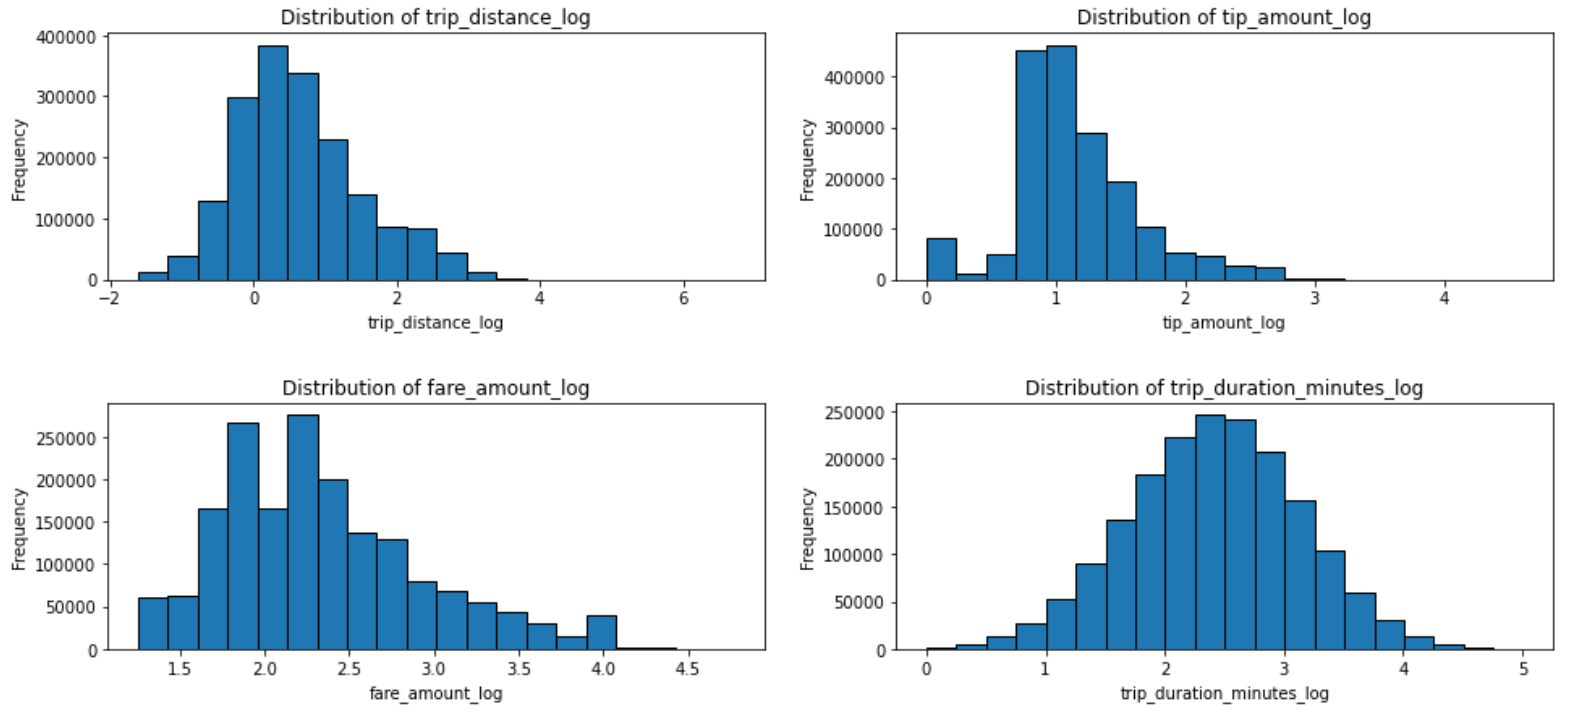 Distribution of trip_distance_log
400000
300000
200000
100000
0
Frequency
−2 0 2 4 6
trip_distance_log
Distribution of tip_amount_log
400000
300000
200000
100000
0
Frequency
0 1 2 3 4
tip_amount_log
Distribution of fare_amount_log
250000
200000
150000
100000
50000
0
Frequency
1.5 2.0 2.5 3.0 3.5 4.0 4.5
fare_amount_log
Distribution of trip_duration_minutes_log
250000
200000
150000
100000
50000
0
Frequency
0 1 2 3 4 5
trip_duration_minutes_log